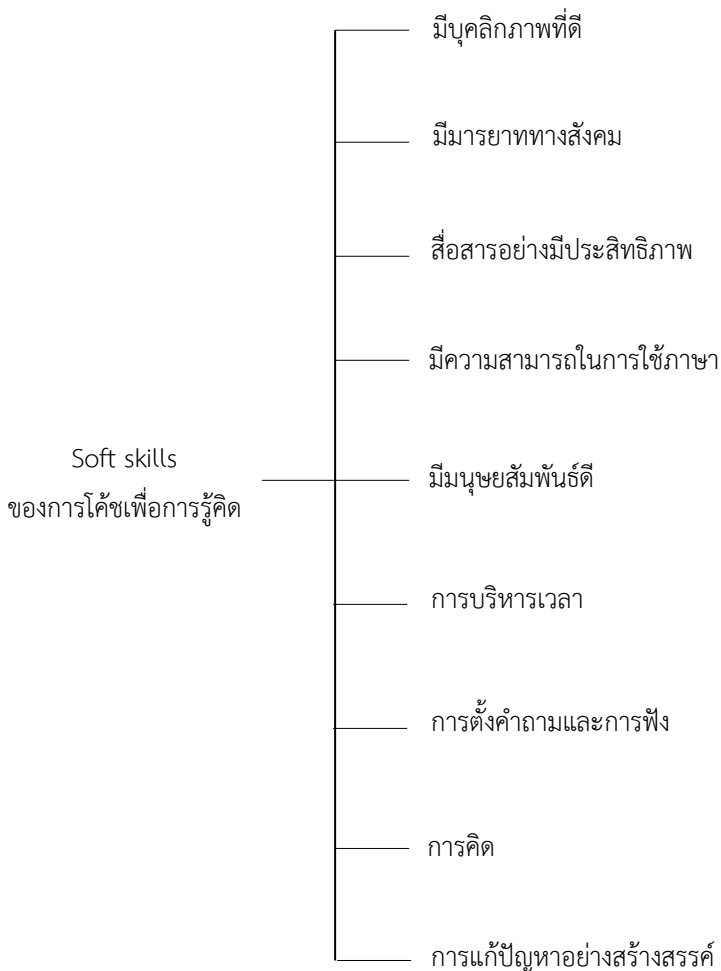 มีบุคลิกภาพที่ดี
มีมารยาททางสังคม
สื่อสารอย่างมีประสิทธิภาพ
มีความสามารถในการใช้ภาษา
Soft skills
ของการโค้ชเพื่อการรู้คิด
มีมนุษยสัมพันธ์ดี
การบริหารเวลา
การตั้งคำถามและการฟัง
การคิด
การแก้ปัญหาอย่างสร้างสรรค์